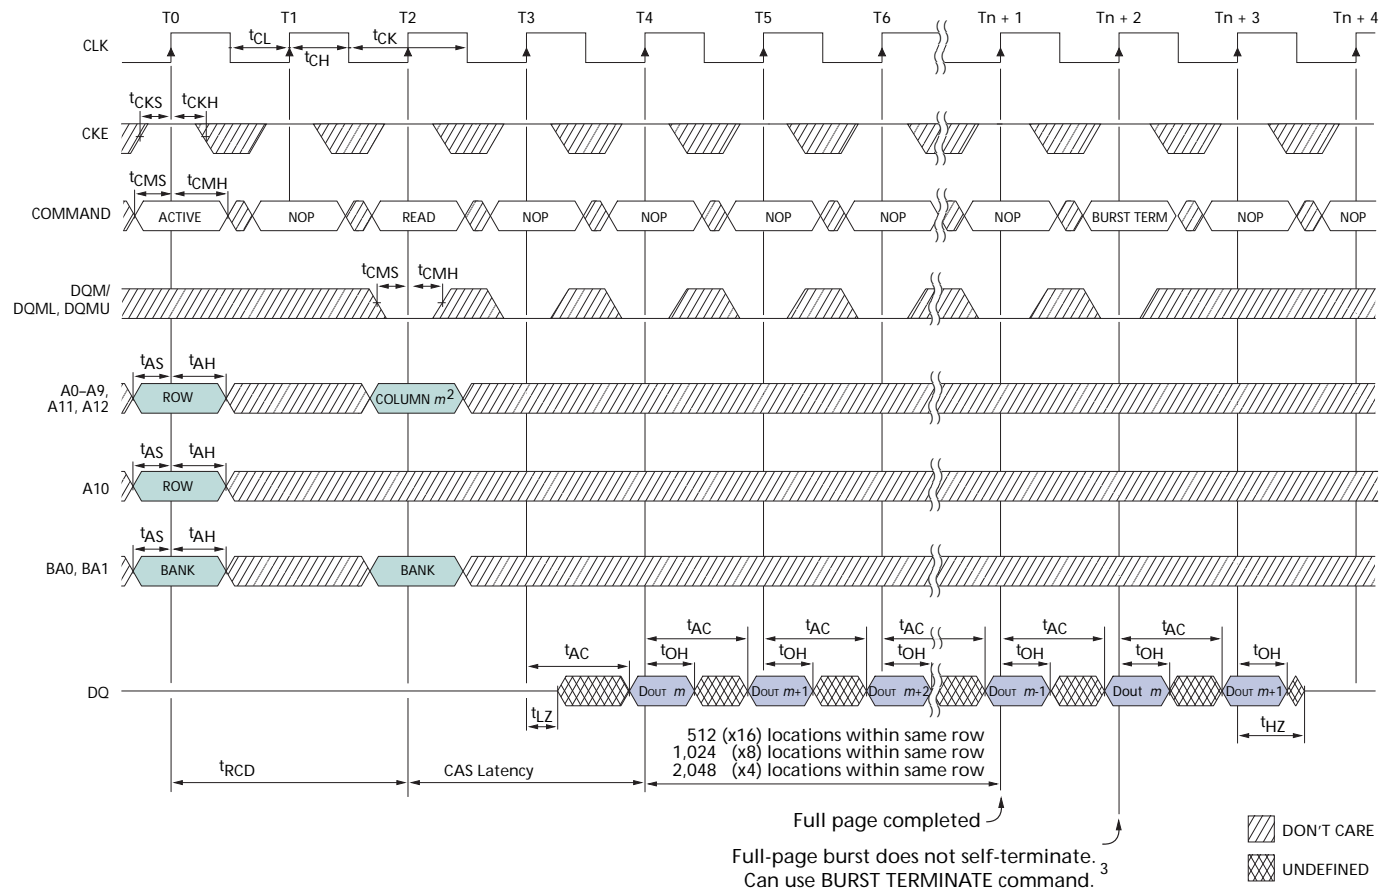 T0 T1 T2 T3 T4 T5 T6 Tn + 1 Tn + 2 Tn + 3 Tn + 4
CLK
tCL tCK
tCH
tCKS tCKH
CKE
tCMS tCMH
COMMAND ACTIVE NOP READ NOP NOP NOP NOP NOP BURST TERM NOP NOP
tCMS tCMH
DQM/
DQML, DQMU
tAS tAH
A0–A9,
A11, A12
ROW COLUMN m2
tAS tAH
A10 ROW
tAS tAH
BA0, BA1 BANK BANK
tAC tAC tAC tAC tAC tAC
tOH tOH tOH tOH tOH tOH
DQ DOUT m DOUT m+1 DOUT m+2 DOUT m-1 Dout m DOUT m+1
tLZ tHZ
512 (x16) locations within same row
1,024 (x8) locations within same row
2,048 (x4) locations within same row
tRCD CAS Latency
Full page completed
Full-page burst does not self-terminate.
Can use BURST TERMINATE command. 3
DON'T CARE
UNDEFINED